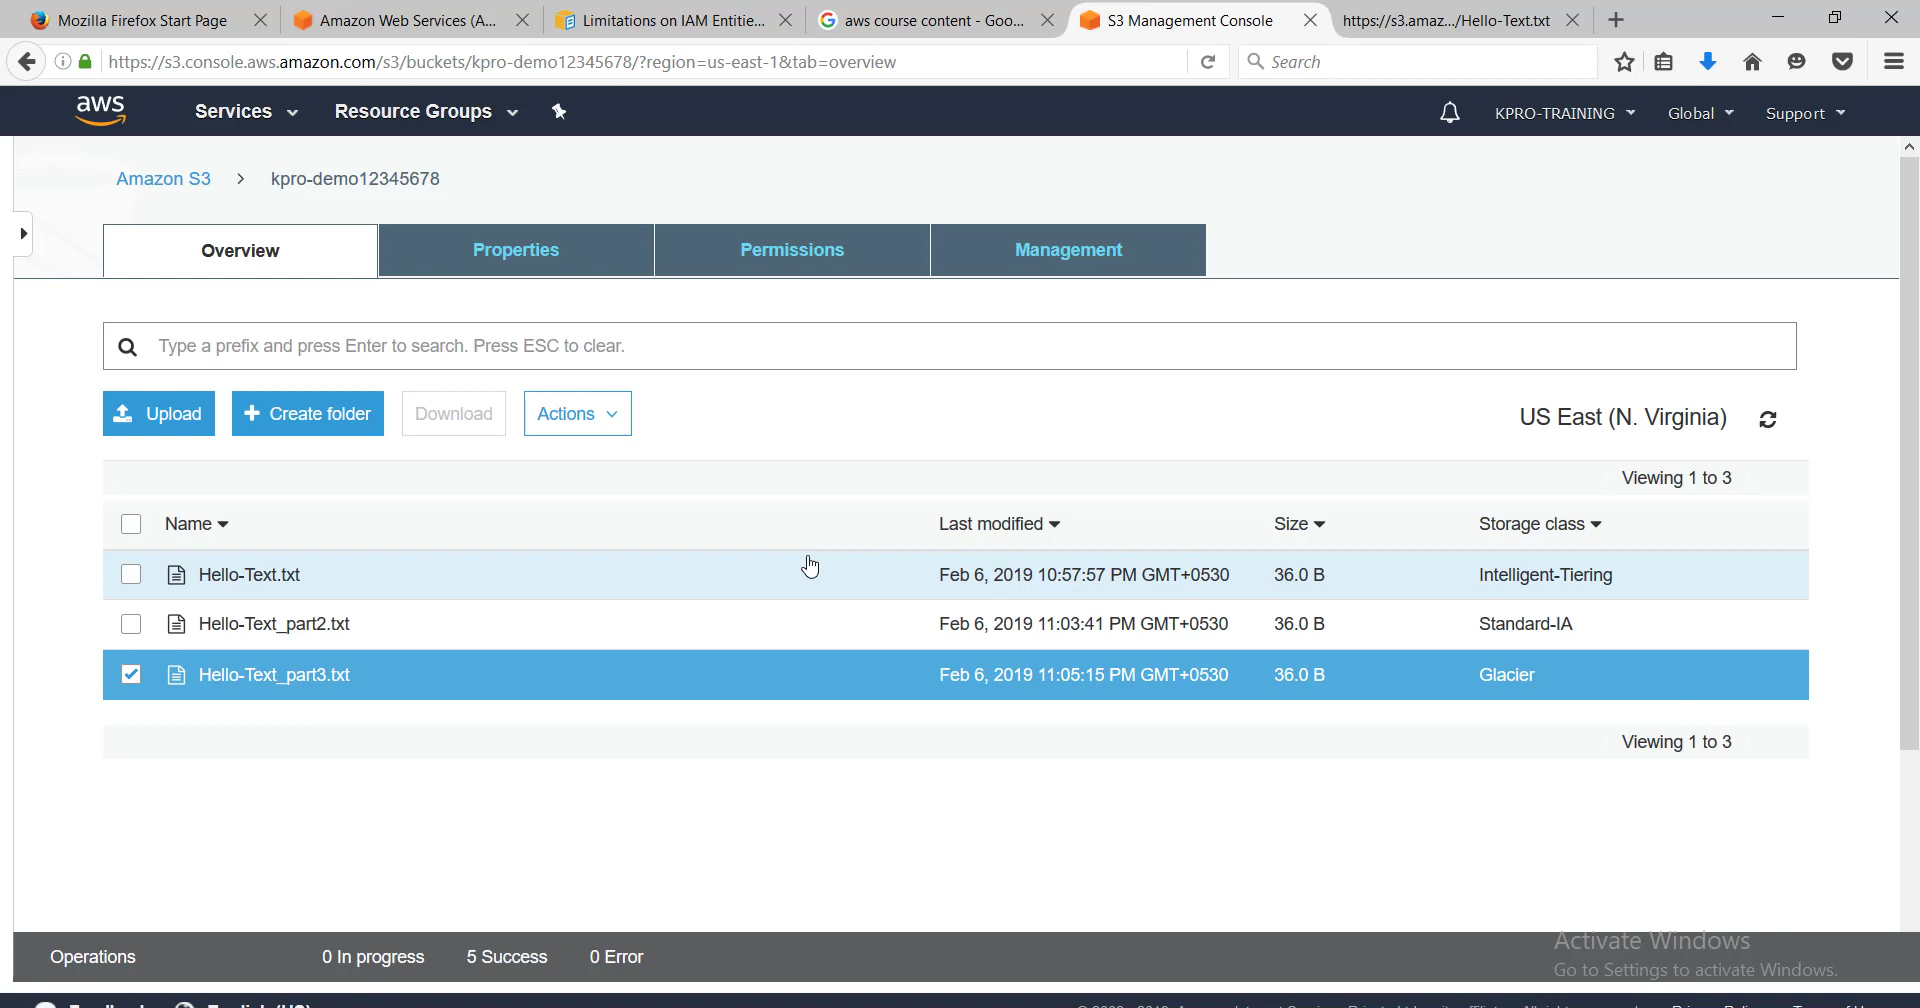 Mozilla Firefox Start Page
Amazon Web Services (A...
Limitations on IAM Entitie...
aws course content - Goo...
S3 Management Console
https://s3.amaz.../Hello-Text.txt
https://s3.console.aws.amazon.com/s3/buckets/kpro-demo12345678/?region=us-east-1&tab=overview
Search
aws
Services
Resource Groups
KPRO-TRAINING
Global
Support
Amazon S3 > kpro-demo12345678
Overview
Properties
Permissions
Management
Type a prefix and press Enter to search. Press ESC to clear.
Upload
+ Create folder
Download
Actions
US East (N. Virginia)
Viewing 1 to 3
Name Last modified Size Storage class
Hello-Text.txt Feb 6, 2019 10:57:57 PM GMT+0530 36.0 B Intelligent-Tiering
Hello-Text_part2.txt Feb 6, 2019 11:03:41 PM GMT+0530 36.0 B Standard-IA
Hello-Text_part3.txt Feb 6, 2019 11:05:15 PM GMT+0530 36.0 B Glacier
Viewing 1 to 3
Operations 0 In progress 5 Success 0 Error
Activate Windows
Go to Settings to activate Windows.